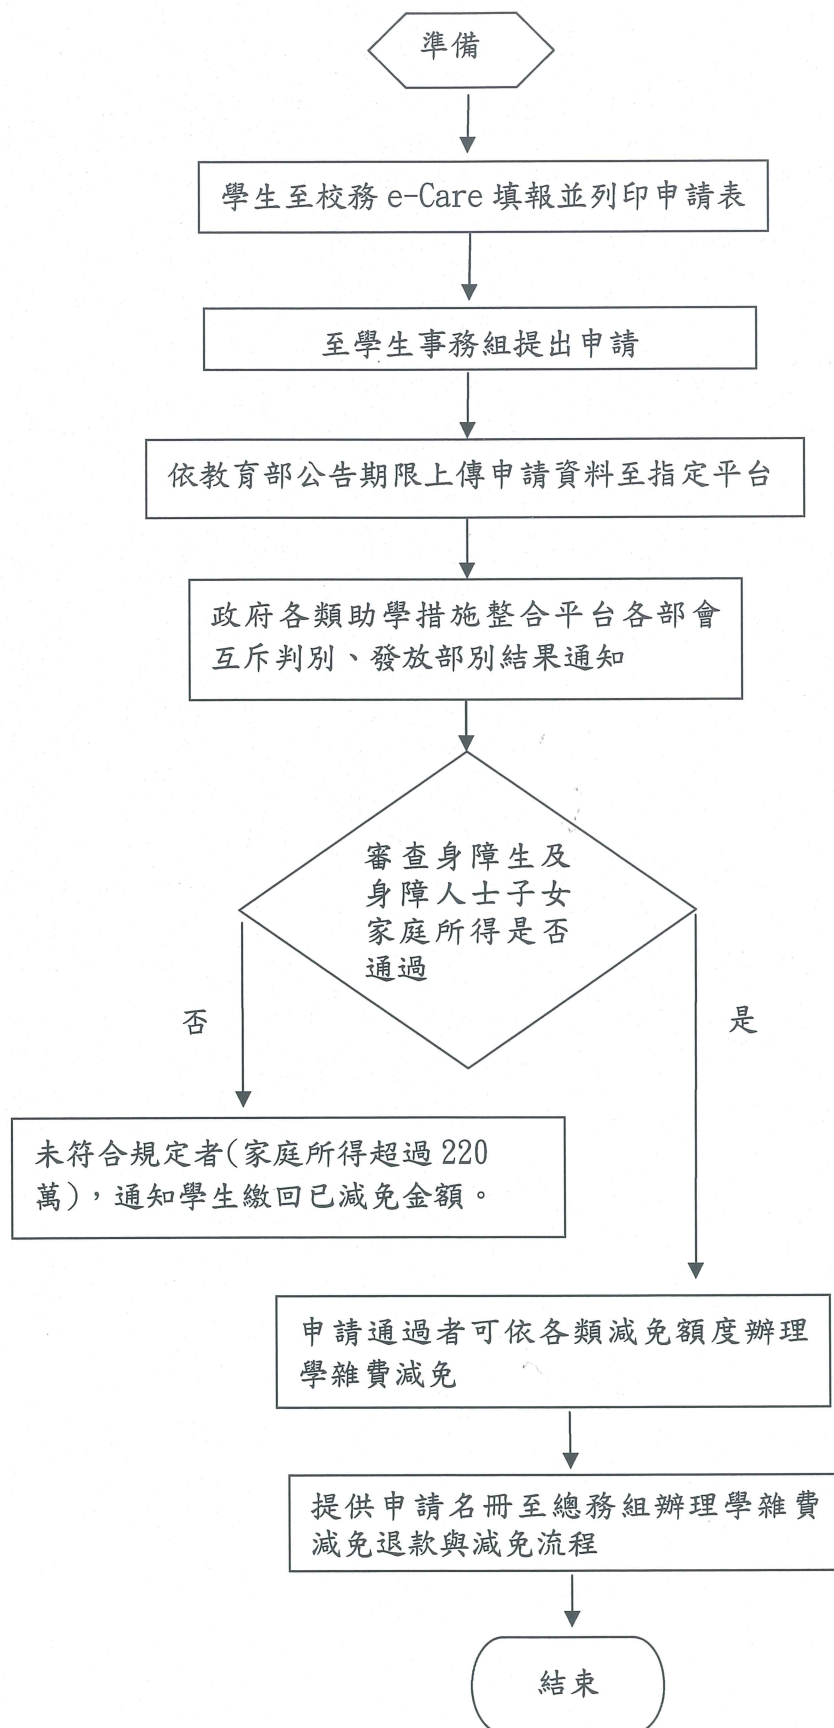 準備
學生至校務 e-Care 填報並列印申請表
至學生事務組提出申請
依教育部公告期限上傳申請資料至指定平台
政府各類助學措施整合平台各部會
互斥判別、發放部別結果通知
審查身障生及
身障人士子女
家庭所得是否
通過
否
是
未符合規定者(家庭所得超過 220
萬)，通知學生繳回已減免金額。
申請通過者可依各類減免額度辦理
學雜費減免
提供申請名冊至總務組辦理學雜費
減免退款與減免流程
結束